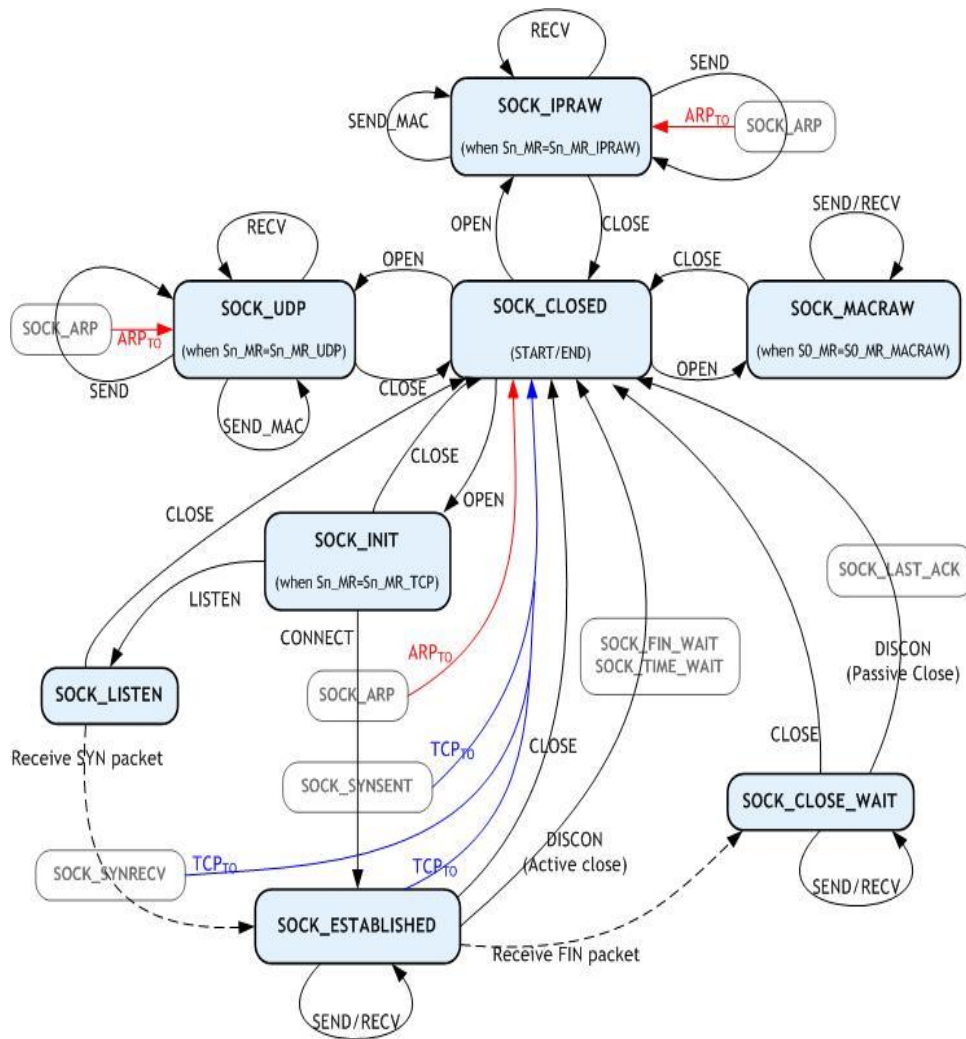 RECV
SEND
SOCK_IPRAW
SEND_MAC
(when Sn_MR=Sn_MR_IPRAW)
ARPTO
SOCK_ARP
OPEN
CLOSE
SEND/RECV
RECV
OPEN
CLOSE
SOCK_UDP
(when Sn_MR=Sn_MR_UDP)
SOCK_ARP
ARPTO
SEND
SEND_MAC
CLOSE
SOCK_CLOSED
(START/END)
SOCK_MACRAW
(when S0_MR=S0_MR_MACRAW)
OPEN
CLOSE
OPEN
CLOSE
SOCK_INIT
(when Sn_MR=Sn_MR_TCP)
LISTEN
CONNECT
SOCK_LAST_ACK
SOCK_FIN_WAIT
SOCK_TIME_WAIT
ARPTO
SOCK_ARP
DISCON
(Passive Close)
SOCK_LISTEN
Receive SYN packet
TCPTO
SOCK_SYNSENT
CLOSE
CLOSE
SOCK_CLOSE_WAIT
DISCON
(Active close)
SOCK_SYNRECV
TCPTO
TCPTO
SEND/RECV
SOCK_ESTABLISHED
Receive FIN packet
SEND/RECV